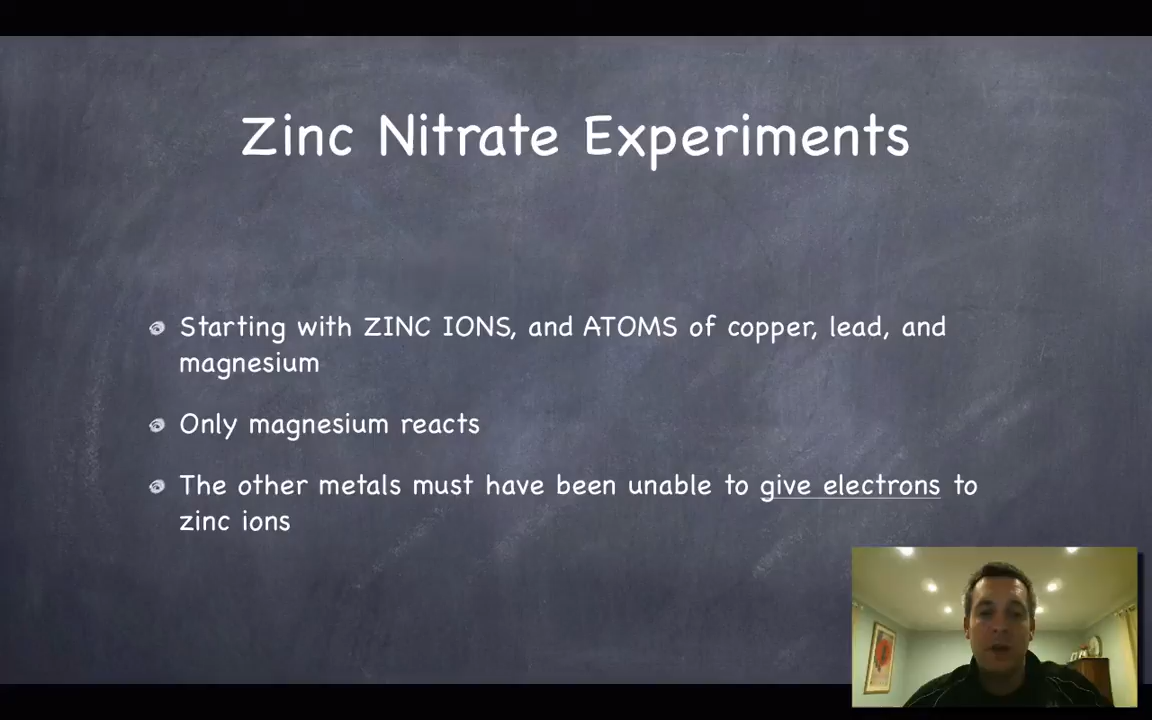 Zinc Nitrate Experiments
Starting with ZINC IONS, and ATOMS of copper, lead, and
magnesium
Only magnesium reacts
The other metals must have been unable to give electrons to
zinc ions